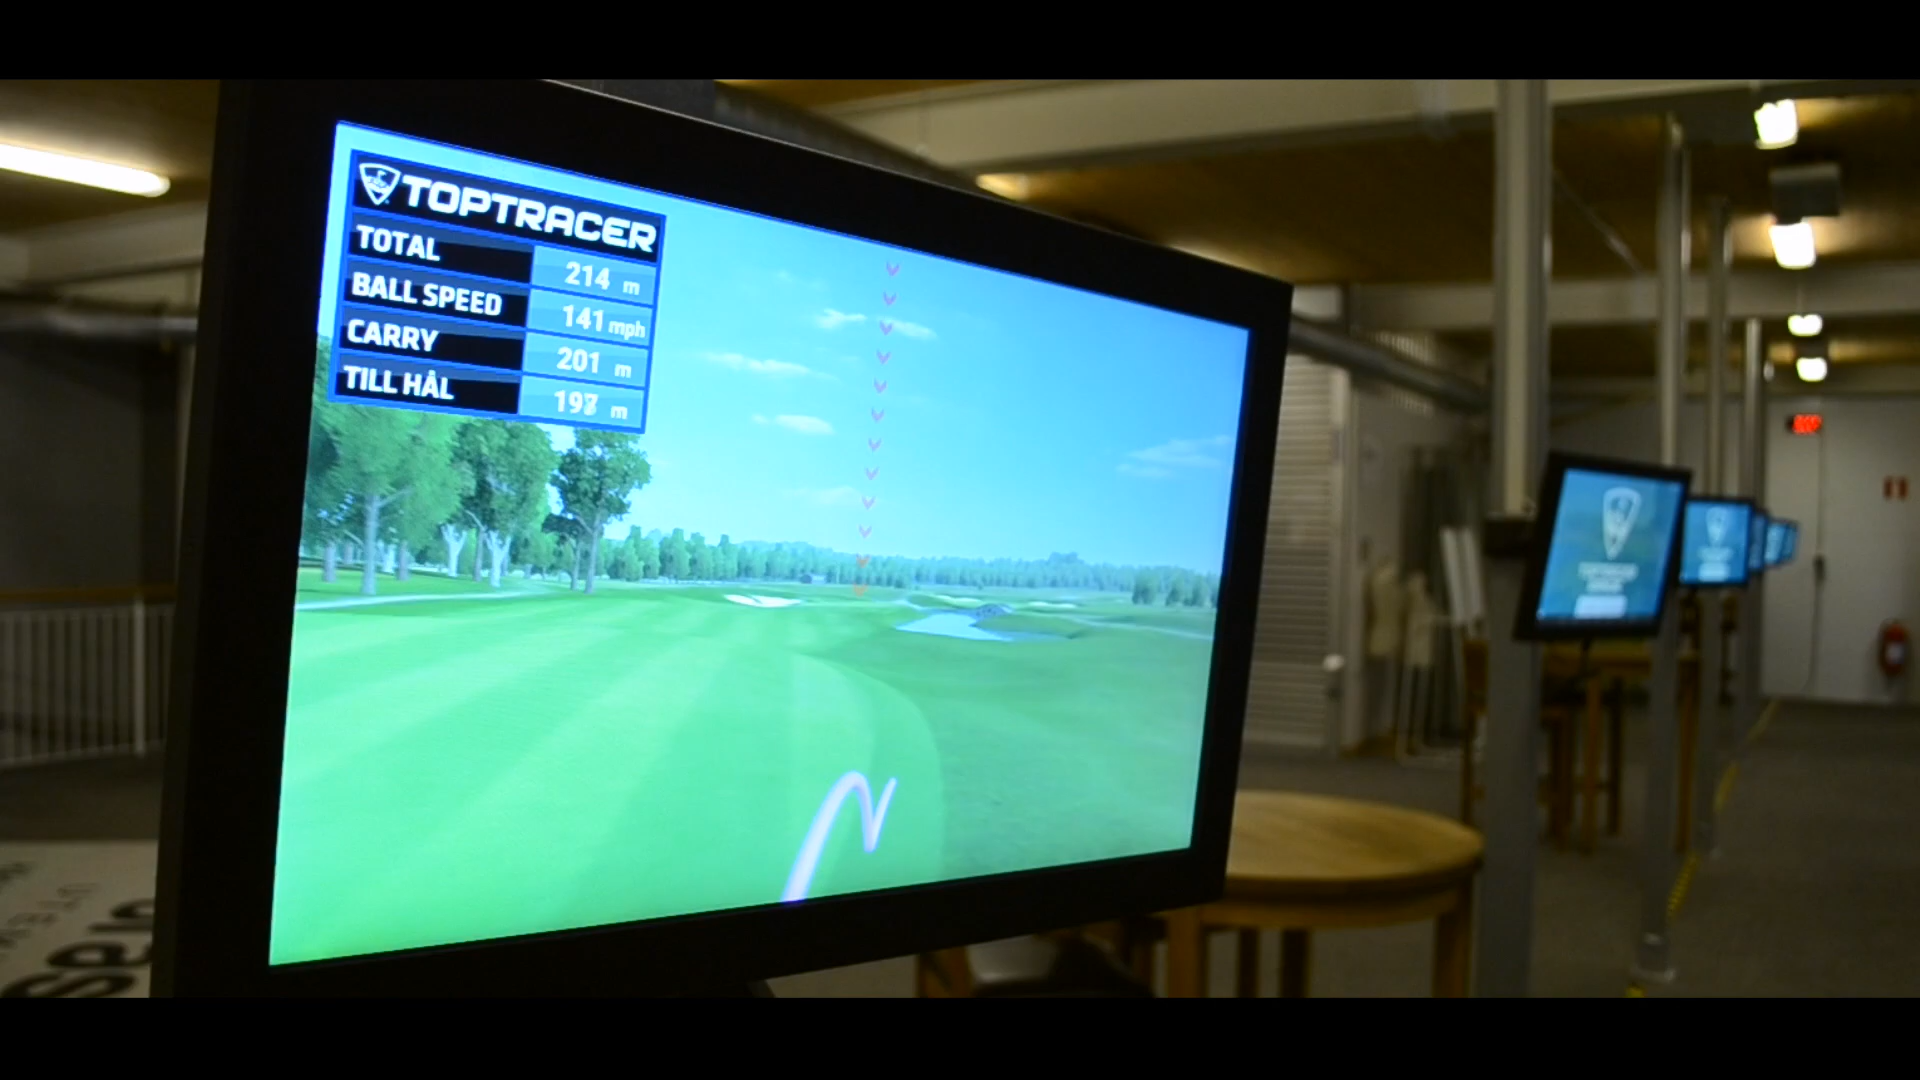 TOPTRACER
TOTAL 214 m
BALL SPEED 141 mph
CARRY 201 m
TILL HÅL m